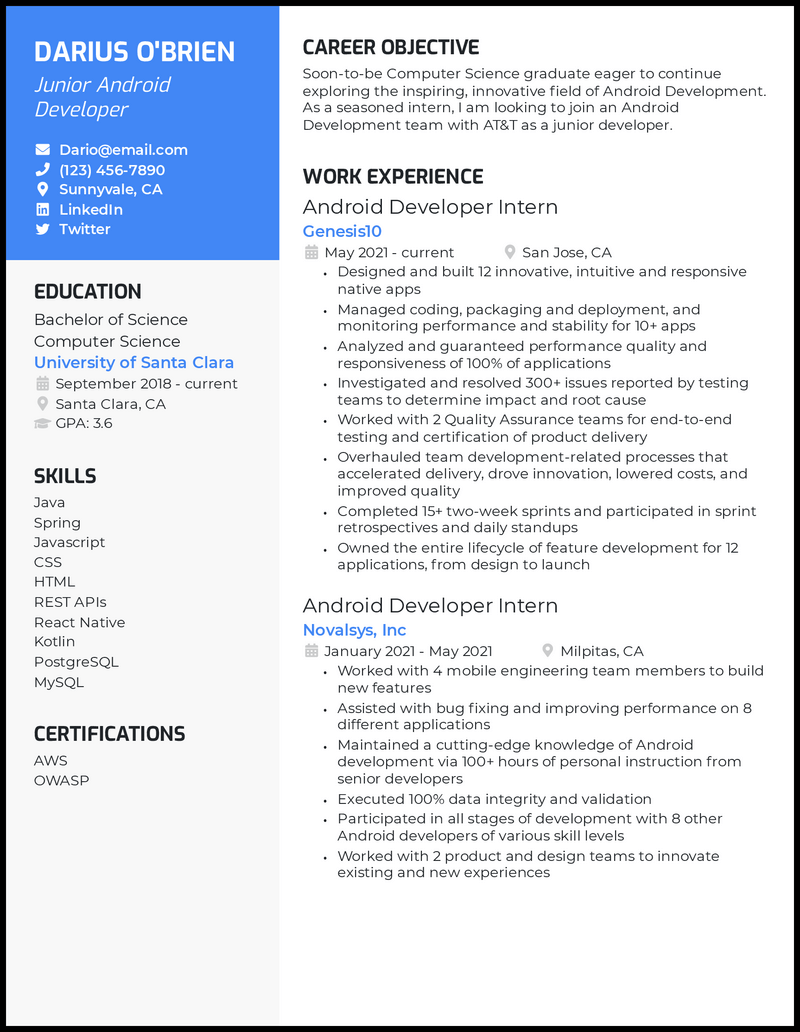 DARIUS O'BRIEN
Junior Android
Developer
Dario@email.com
(123) 456-7890
Sunnyvale, CA
LinkedIn
Twitter
EDUCATION
Bachelor of Science
Computer Science
University of Santa Clara
September 2018 - current
Santa Clara, CA
GPA: 3.6
SKILLS
Java
Spring
Javascript
CSS
HTML
REST APIs
React Native
Kotlin
PostgreSQL
MySQL
CERTIFICATIONS
AWS
OWASP
CAREER OBJECTIVE
Soon-to-be Computer Science graduate eager to continue
exploring the inspiring, innovative field of Android Development.
As a seasoned intern, I am looking to join an Android
Development team with AT&T as a junior developer.
WORK EXPERIENCE
Android Developer Intern
Genesis10
May 2021 - current San Jose, CA
• Designed and built 12 innovative, intuitive and responsive
native apps
• Managed coding, packaging and deployment, and
monitoring performance and stability for 10+ apps
• Analyzed and guaranteed performance quality and
responsiveness of 100% of applications
• Investigated and resolved 300+ issues reported by testing
teams to determine impact and root cause
• Worked with 2 Quality Assurance teams for end-to-end
testing and certification of product delivery
• Overhauled team development-related processes that
accelerated delivery, drove innovation, lowered costs, and
improved quality
• Completed 15+ two-week sprints and participated in sprint
retrospectives and daily standups
• Owned the entire lifecycle of feature development for 12
applications, from design to launch
Android Developer Intern
Novalsys, Inc
January 2021 - May 2021 Milpitas, CA
• Worked with 4 mobile engineering team members to build
new features
• Assisted with bug fixing and improving performance on 8
different applications
• Maintained a cutting-edge knowledge of Android
development via 100+ hours of personal instruction from
senior developers
• Executed 100% data integrity and validation
• Participated in all stages of development with 8 other
Android developers of various skill levels
• Worked with 2 product and design teams to innovate
existing and new experiences